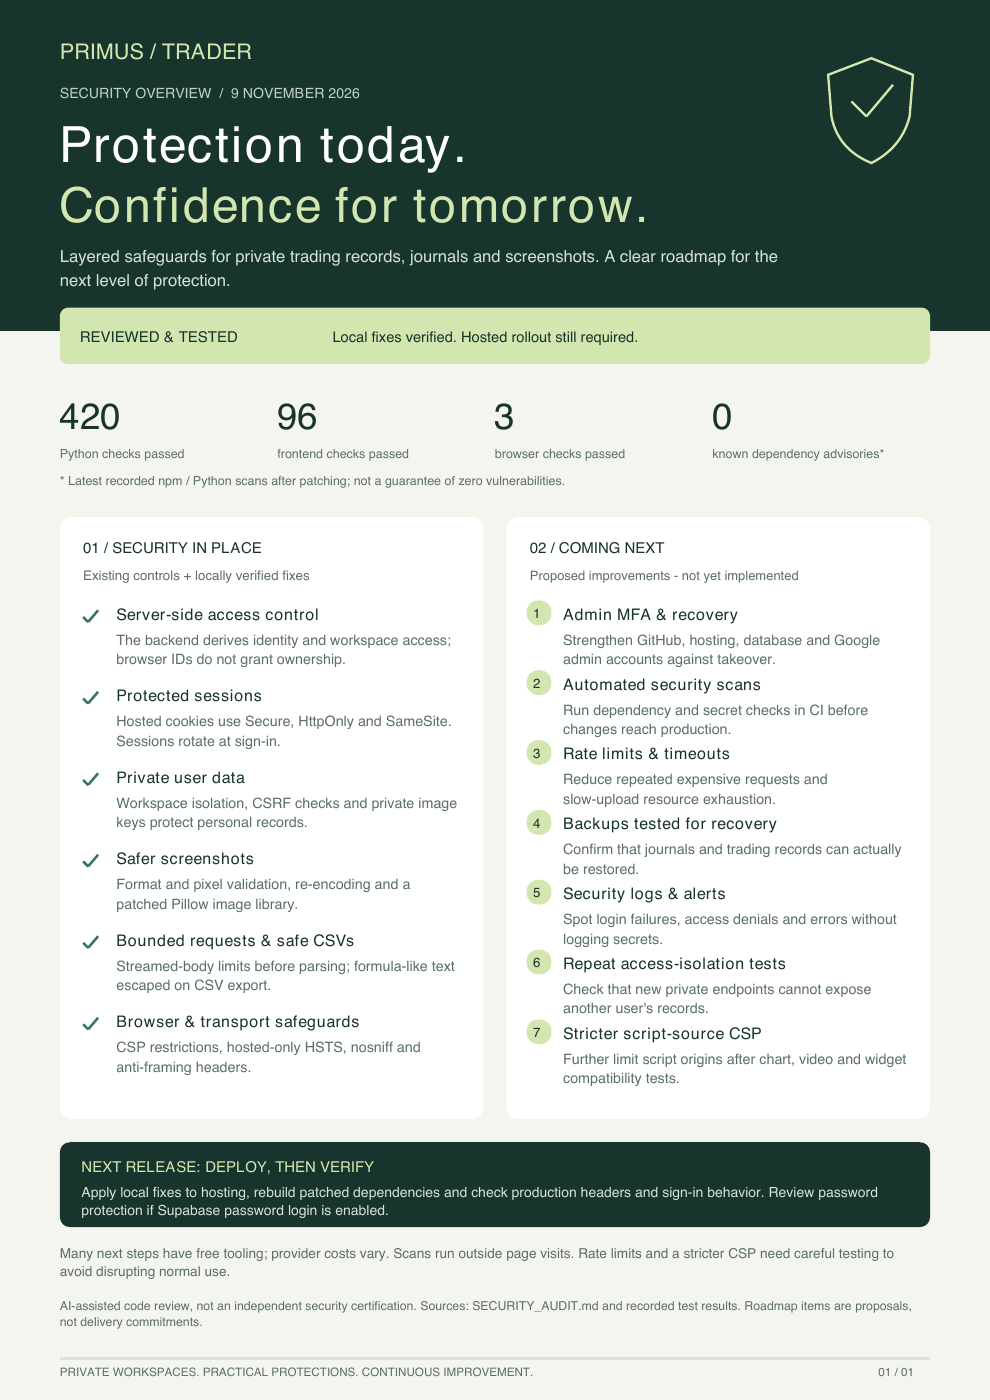 PRIMUS / TRADER
SECURITY OVERVIEW / 9 NOVEMBER 2026
Protection today.
Confidence for tomorrow.
Layered safeguards for private trading records, journals and screenshots. A clear roadmap for the
next level of protection.
REVIEWED & TESTED
Local fixes verified. Hosted rollout still required.
420
Python checks passed
96
frontend checks passed
3
browser checks passed
0
known dependency advisories*
* Latest recorded npm / Python scans after patching; not a guarantee of zero vulnerabilities.
01 / SECURITY IN PLACE
Existing controls + locally verified fixes
Server-side access control
The backend derives identity and workspace access;
browser IDs do not grant ownership.
Protected sessions
Hosted cookies use Secure, HttpOnly and SameSite.
Sessions rotate at sign-in.
Private user data
Workspace isolation, CSRF checks and private image
keys protect personal records.
Safer screenshots
Format and pixel validation, re-encoding and a
patched Pillow image library.
Bounded requests & safe CSVs
Streamed-body limits before parsing; formula-like text
escaped on CSV export.
Browser & transport safeguards
CSP restrictions, hosted-only HSTS, nosniff and
anti-framing headers.
02 / COMING NEXT
Proposed improvements - not yet implemented
1 Admin MFA & recovery
Strengthen GitHub, hosting, database and Google
admin accounts against takeover.
2 Automated security scans
Run dependency and secret checks in CI before
changes reach production.
3 Rate limits & timeouts
Reduce repeated expensive requests and
slow-upload resource exhaustion.
4 Backups tested for recovery
Confirm that journals and trading records can actually
be restored.
5 Security logs & alerts
Spot login failures, access denials and errors without
logging secrets.
6 Repeat access-isolation tests
Check that new private endpoints cannot expose
another user's records.
7 Stricter script-source CSP
Further limit script origins after chart, video and widget
compatibility tests.
NEXT RELEASE: DEPLOY, THEN VERIFY
Apply local fixes to hosting, rebuild patched dependencies and check production headers and sign-in behavior. Review password
protection if Supabase password login is enabled.
Many next steps have free tooling; provider costs vary. Scans run outside page visits. Rate limits and a stricter CSP need careful testing to
avoid disrupting normal use.
AI-assisted code review, not an independent security certification. Sources: SECURITY_AUDIT.md and recorded test results. Roadmap items are proposals,
not delivery commitments.
PRIVATE WORKSPACES. PRACTICAL PROTECTIONS. CONTINUOUS IMPROVEMENT.
01 / 01